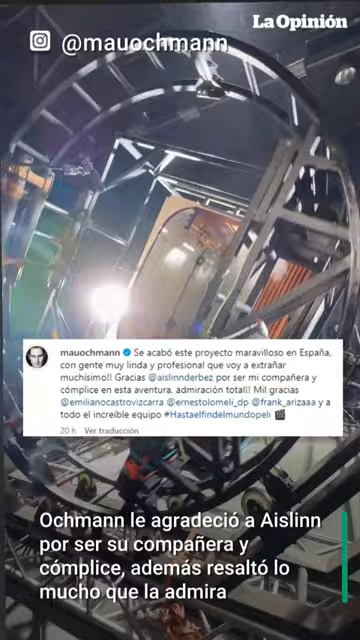 La Opinión
@mauochmann
mauochmann Se acabó este proyecto maravilloso en España,
con gente muy linda y profesional que voy a extrañar
muchísimo!! Gracias @aislinnderbez por ser mi compañera y
cómplice en esta aventura, admiración total!! Mil gracias
@emilianocastrovizcarra @ernestolomeli_dp @frank_arizaaa y a
todo el increíble equipo #Hastaelfindelmundopeli 🎬
20 h Ver traducción
Ochmann le agradeció a Aislinn
por ser su compañera y
cómplice, además resaltó lo
mucho que la admira